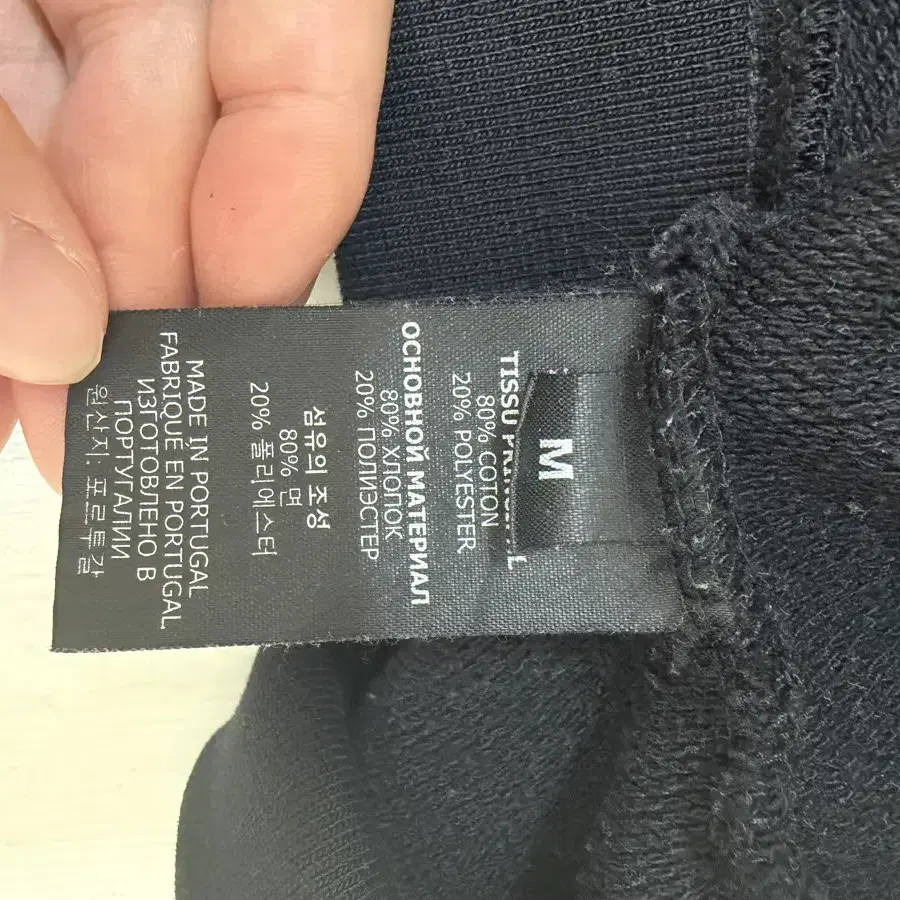 M
TISSU PRINCIPAL
80% COTON
20% POLYESTER
ОСНОВНОЙ МАТЕРИАЛ
80% ХЛОПОК
20% ПОЛИЭСТЕР
섬유의 조성
80% 면
20% 폴리에스터
MADE IN PORTUGAL
FABRIQUE EN PORTUGAL
ИЗГОТОВЛЕНО В
ПОРТУГАЛИИ
원산지: 포르투갈